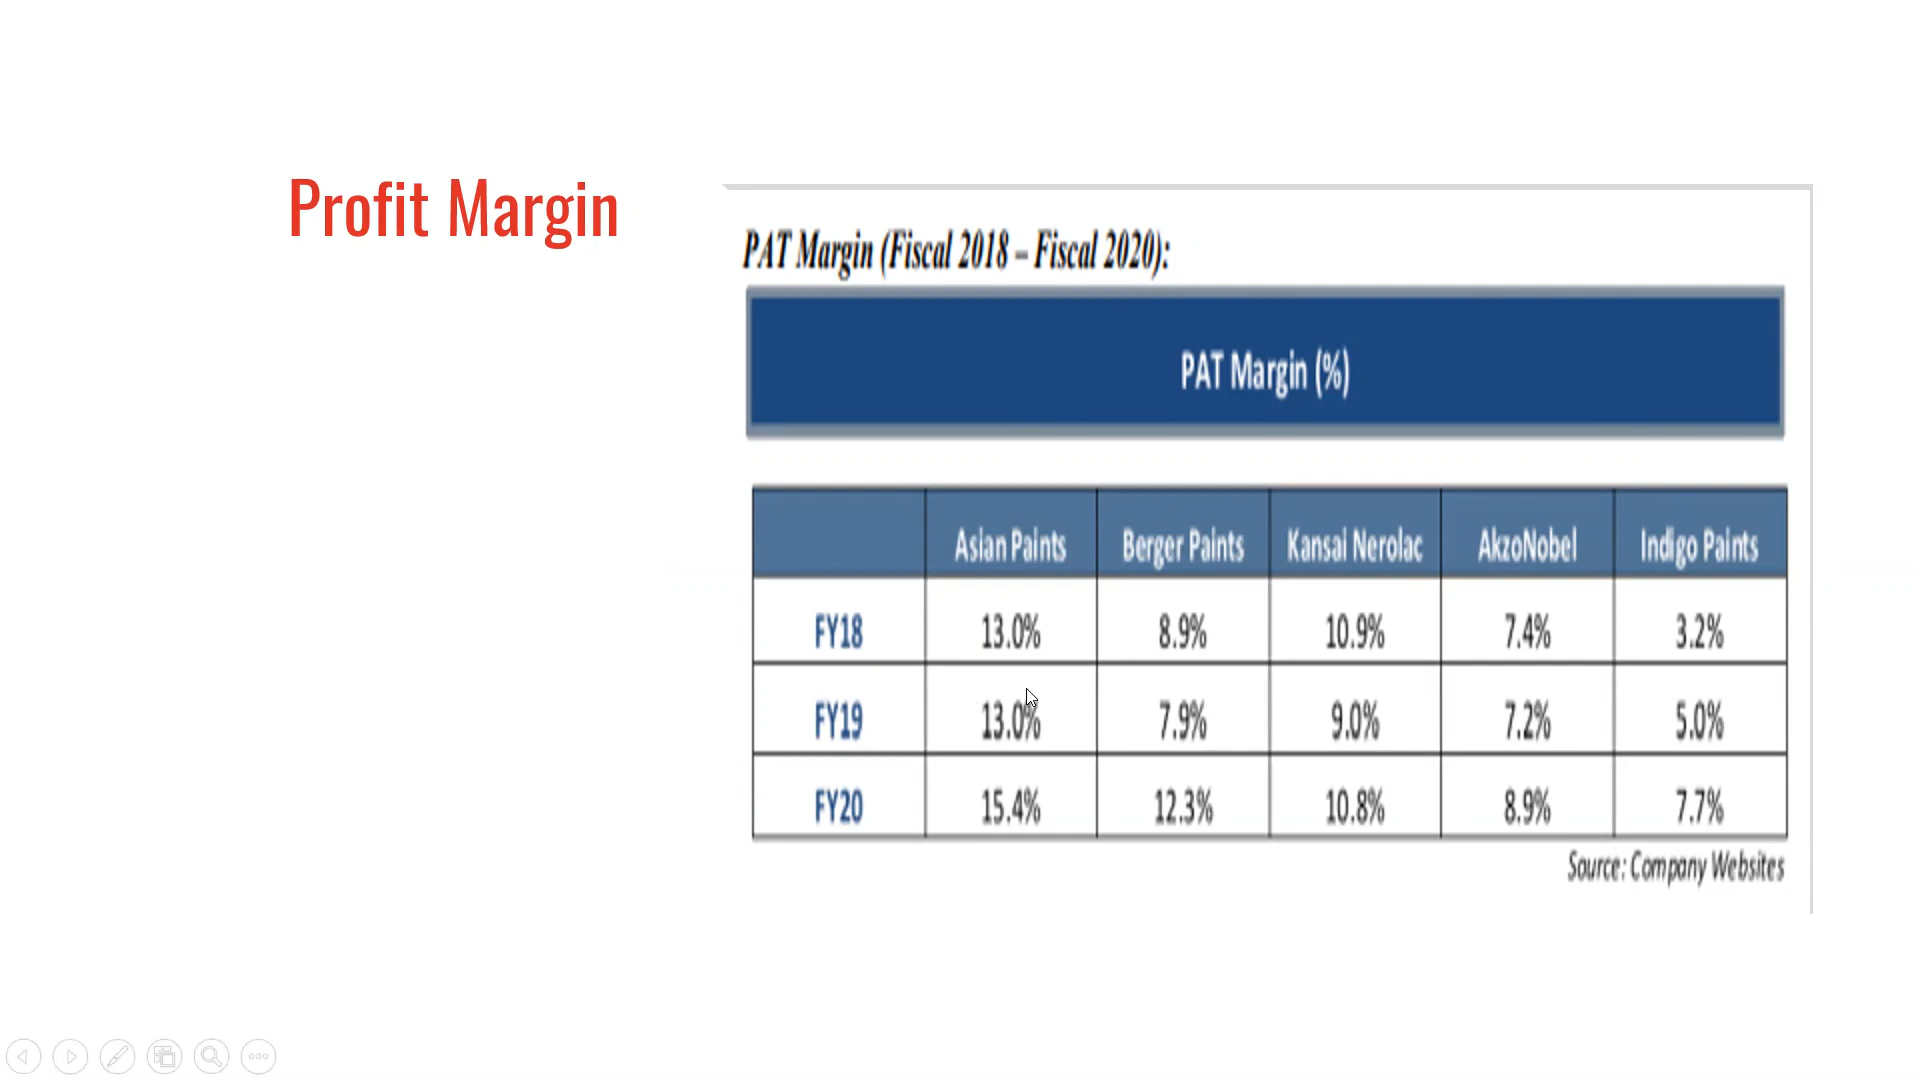 Profit Margin
PAT Margin (Fiscal 2018 – Fiscal 2020):
PAT Margin (%)
Asian Paints Berger Paints Kansai Nerolac AkzoNobel Indigo Paints
FY18 13.0% 8.9% 10.9% 7.4% 3.2%
FY19 13.0% 7.9% 9.0% 7.2% 5.0%
FY20 15.4% 12.3% 10.8% 8.9% 7.7%
Source: Company Websites